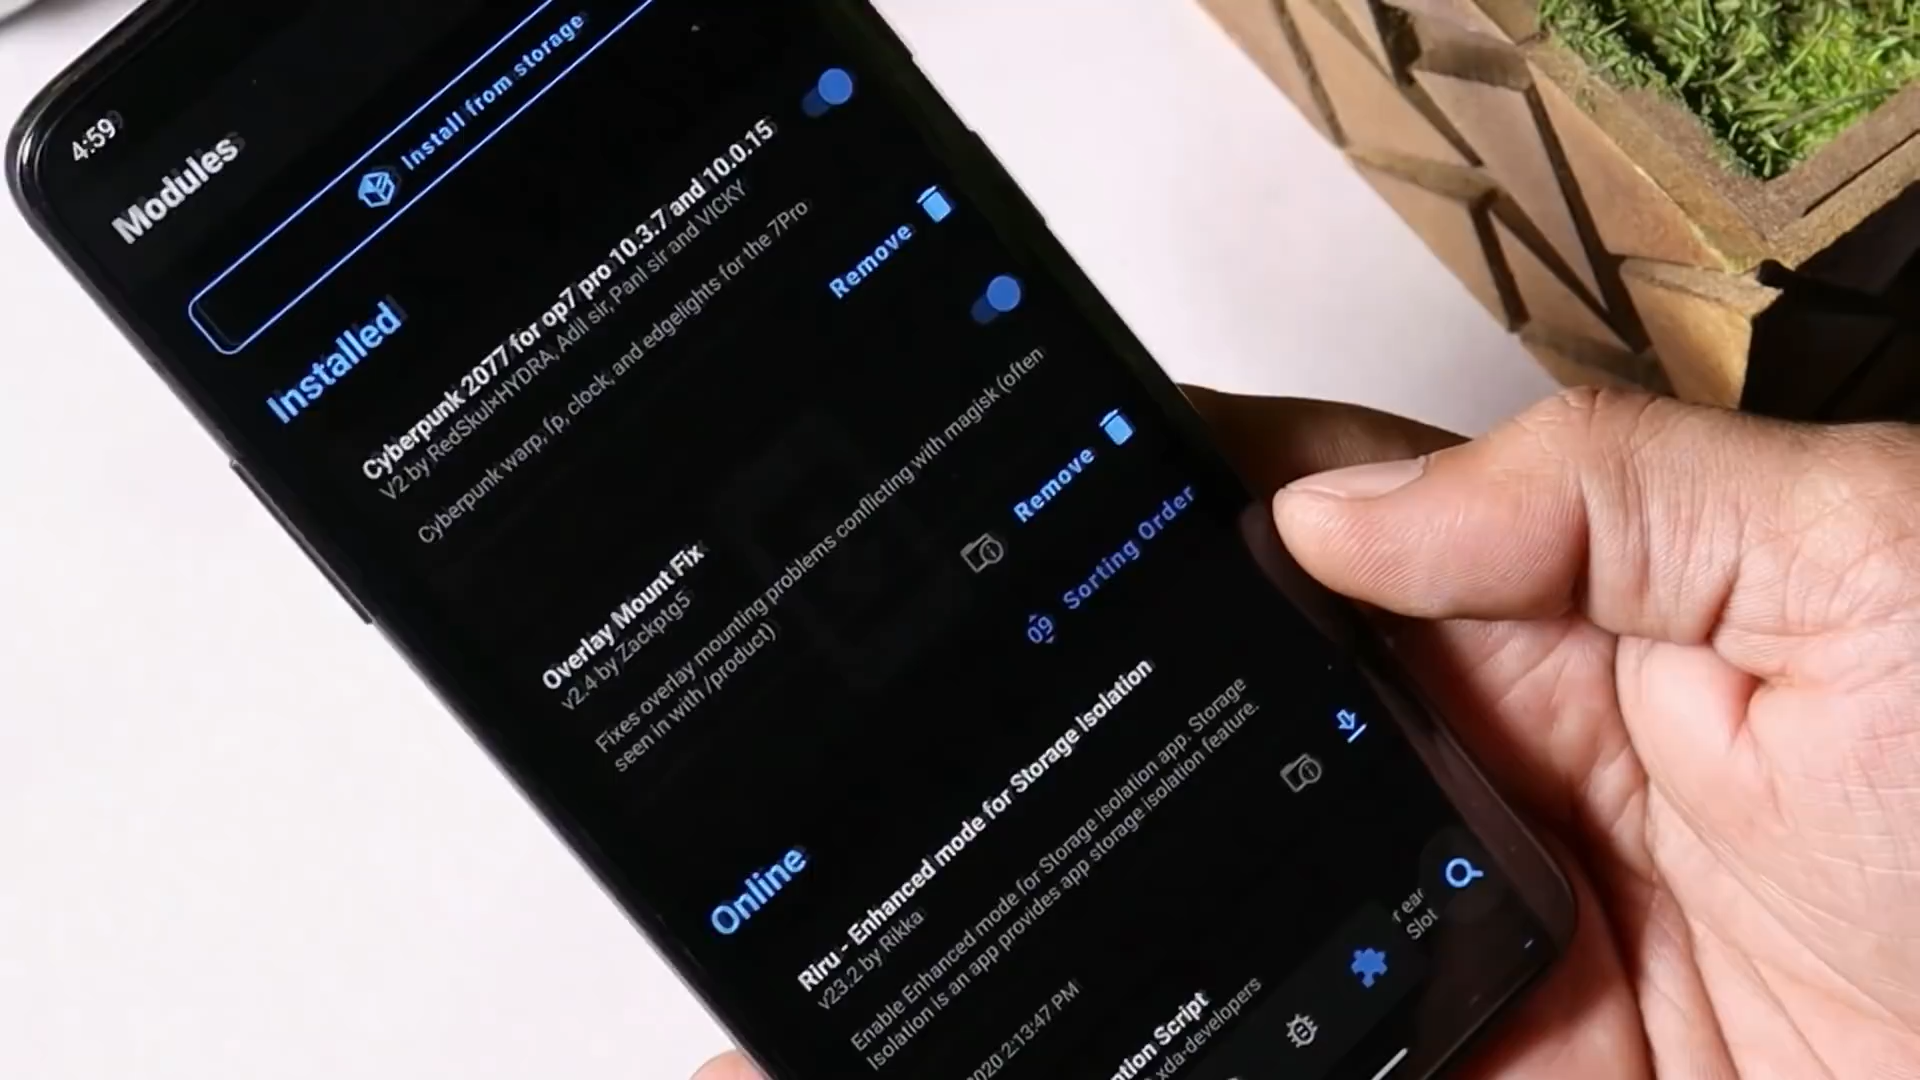 4:59
Modules
Install from storage
Installed
Cyberpunk 2077 for op7 pro 10.3.7 and 10.0.15
V2 by RedSkul×HYDRA, Adil sir, Panl sir and VICKY
Cyberpunk warp, fp, clock, and edgelights for the 7Pro
Remove
Overlay Mount Fix
v2.4 by Zackptg5
Fixes overlay mounting problems conflicting with magisk (often
seen in with /product)
Remove
Sorting Order
Online
Riru - Enhanced mode for Storage Isolation
v23.2 by Rikka
Enable Enhanced mode for Storage Isolation app. Storage
Isolation is an app provides app storage isolation feature.
2:13:47 PM
Script
xda-developers
Slot